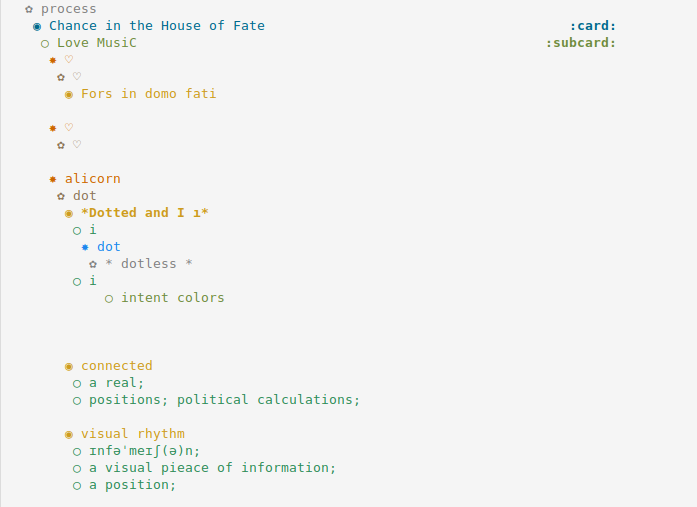 ✿ process
◉ Chance in the House of Fate :card:
○ Love MusiC :subcard:
✸ ♡
✿ ♡
◉ Fors in domo fati
✸ ♡
✿ ♡
✸ alicorn
✿ dot
◉ *Dotted and I ı*
○ i
✸ dot
✿ * dotless *
○ i
○ intent colors
◉ connected
○ a real;
○ positions; political calculations;
◉ visual rhythm
○ ɪnfəˈmeɪʃ(ə)n;
○ a visual pieace of information;
○ a position;